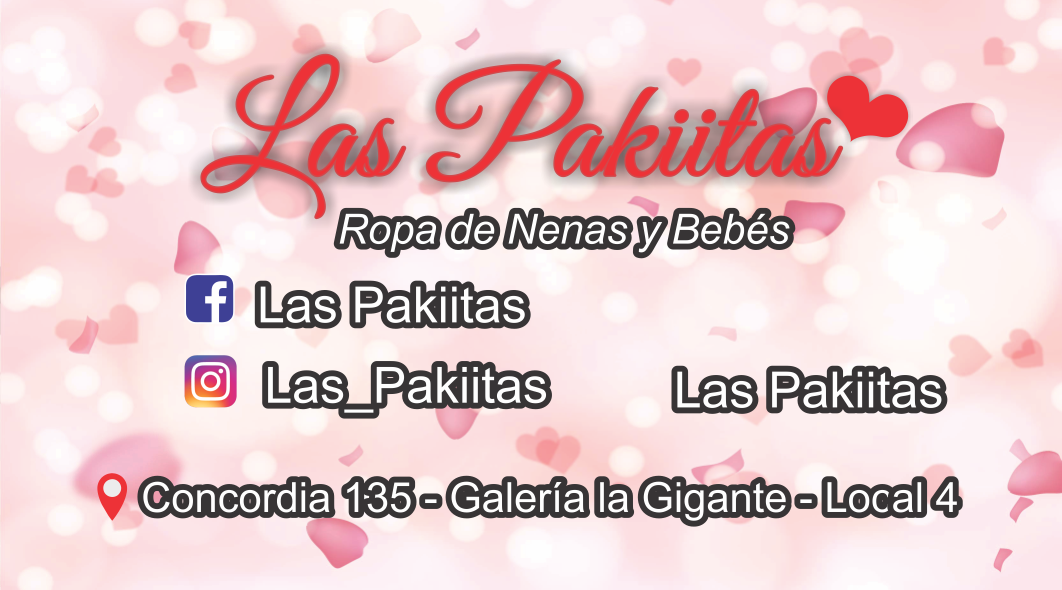 Las Pakiitas
Ropa de Nenas y Bebés
Las Pakiitas
Las_Pakiitas
Las Pakiitas
Concordia 135 - Galería la Gigante - Local 4